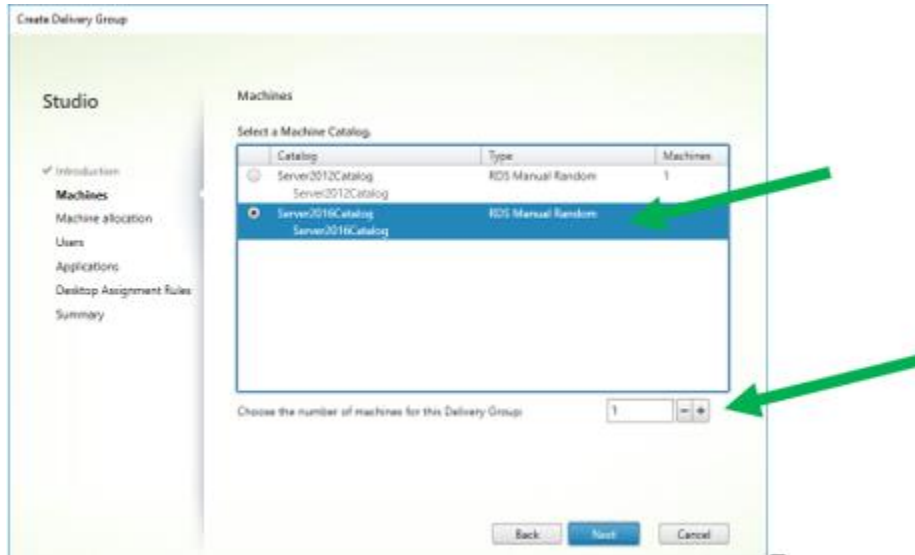 Create Delivery Group
Studio
✓ Introduction
Machines
Machine allocation
Users
Applications
Desktop Assignment Rules
Summary
Machines
Select a Machine Catalog.
Catalog Type Machines
Server2012Catalog RDS Manual Random 1
Server2012Catalog
Server2016Catalog RDS Manual Random
Server2016Catalog
Choose the number of machines for this Delivery Group: 1 - +
Back Next Cancel